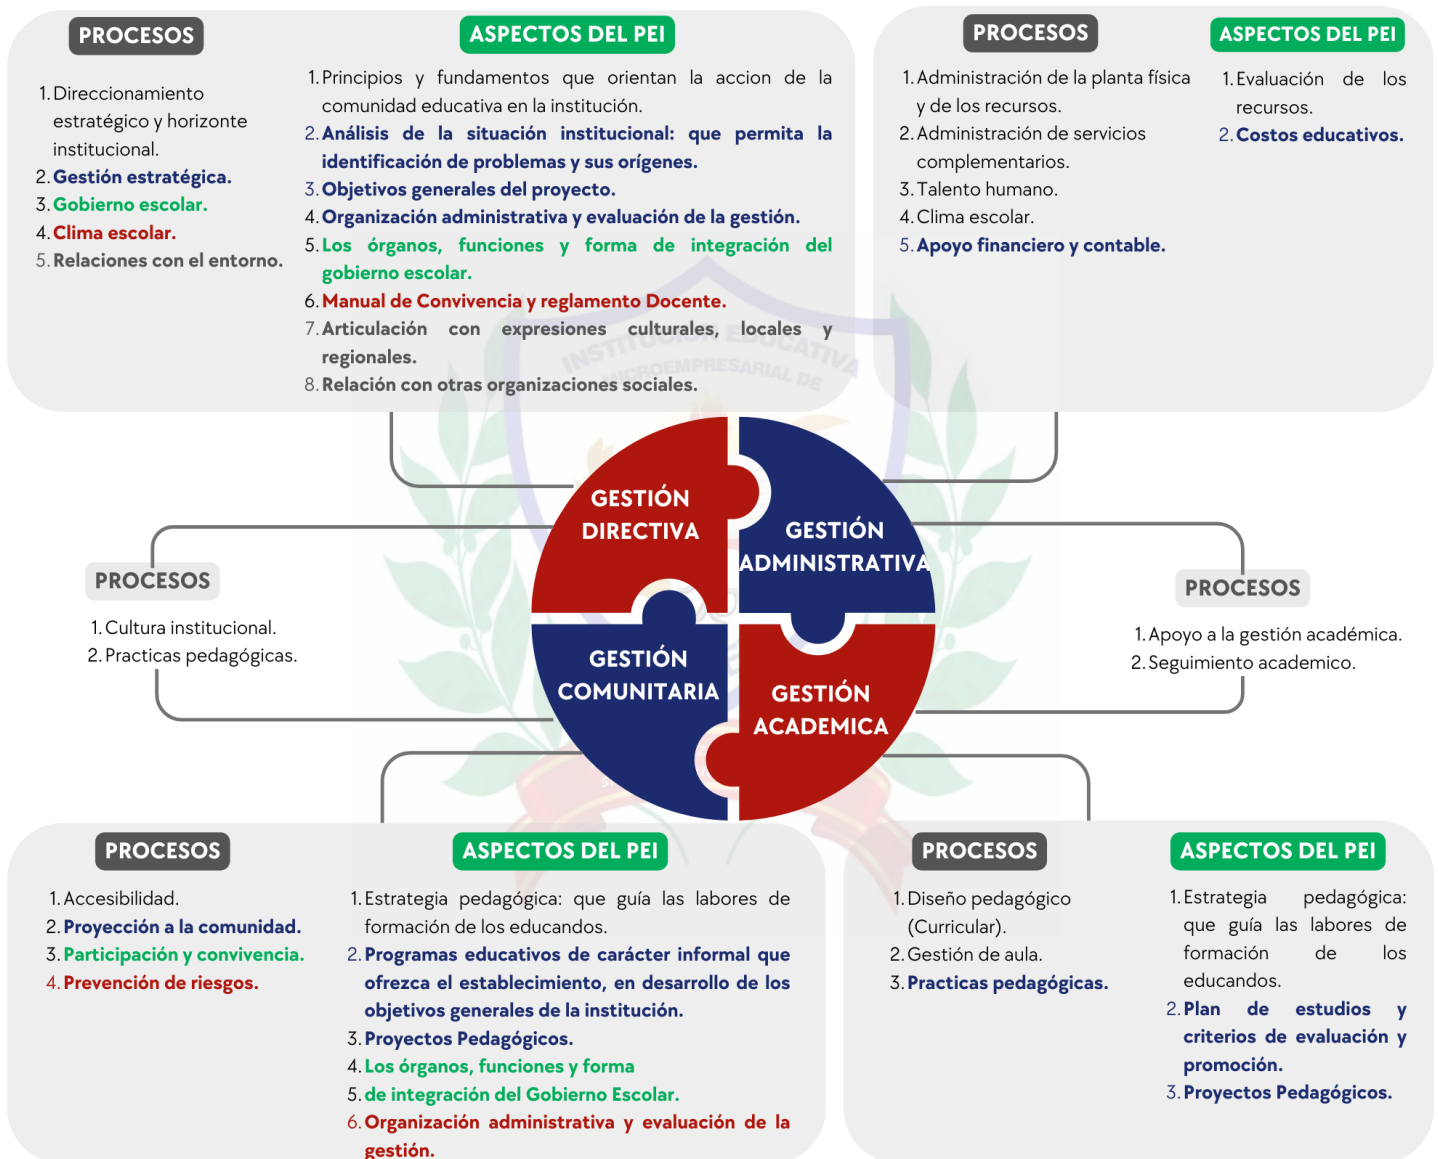 PROCESOS
1. Direccionamiento
estratégico y horizonte
institucional.
2. Gestión estratégica.
3. Gobierno escolar.
4. Clima escolar.
5. Relaciones con el entorno.
ASPECTOS DEL PEI
1. Principios y fundamentos que orientan la accion de la
comunidad educativa en la institución.
2. Análisis de la situación institucional: que permita la
identificación de problemas y sus orígenes.
3. Objetivos generales del proyecto.
4. Organización administrativa y evaluación de la gestión.
5. Los órganos, funciones y forma de integración del
gobierno escolar.
6. Manual de Convivencia y reglamento Docente.
7. Articulación con expresiones culturales, locales y
regionales.
8. Relación con otras organizaciones sociales.
PROCESOS
1. Administración de la planta física
y de los recursos.
2. Administración de servicios
complementarios.
3. Talento humano.
4. Clima escolar.
5. Apoyo financiero y contable.
ASPECTOS DEL PEI
1. Evaluación de los
recursos.
2. Costos educativos.
INSTITUCIÓN EDUCATIVA
MICROEMPRESARIAL DE
GESTIÓN
DIRECTIVA
GESTIÓN
ADMINISTRATIVA
GESTIÓN
COMUNITARIA
GESTIÓN
ACADEMICA
PROCESOS
1. Cultura institucional.
2. Practicas pedagógicas.
PROCESOS
1. Apoyo a la gestión académica.
2. Seguimiento academico.
PROCESOS
1. Accesibilidad.
2. Proyección a la comunidad.
3. Participación y convivencia.
4. Prevención de riesgos.
ASPECTOS DEL PEI
1. Estrategia pedagógica: que guía las labores de
formación de los educandos.
2. Programas educativos de carácter informal que
ofrezca el establecimiento, en desarrollo de los
objetivos generales de la institución.
3. Proyectos Pedagógicos.
4. Los órganos, funciones y forma
5. de integración del Gobierno Escolar.
6. Organización administrativa y evaluación de la
gestión.
PROCESOS
1. Diseño pedagógico
(Curricular).
2. Gestión de aula.
3. Practicas pedagógicas.
ASPECTOS DEL PEI
1. Estrategia pedagógica:
que guía las labores de
formación de los
educandos.
2. Plan de estudios y
criterios de evaluación y
promoción.
3. Proyectos Pedagógicos.